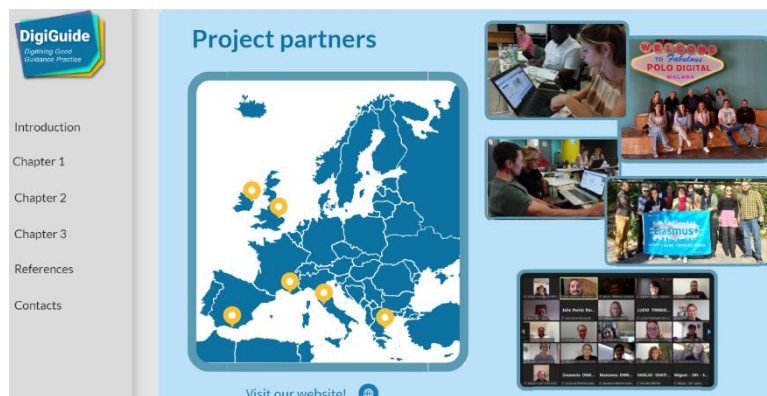 DigiGuide
Digitising Good
Guidance Practice
Introduction
Chapter 1
Chapter 2
Chapter 3
References
Contacts
Project partners
Visit our website!
WELCOME
TO Fabulous
POLO DIGITAL
MALAGA
Erasmus+